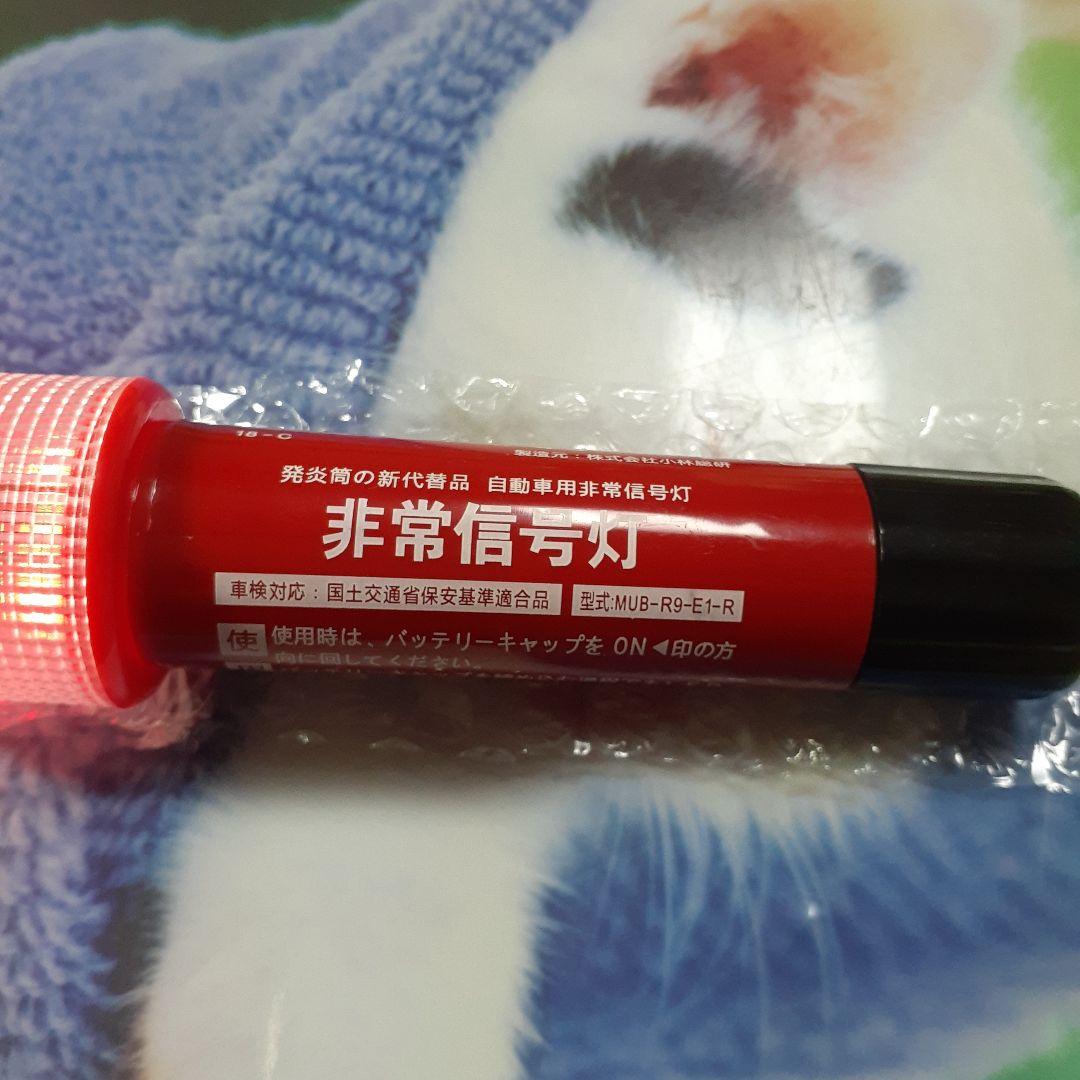 18-C
製造元：株式会社小林総研
発炎筒の新代替品 自動車用非常信号灯
非常信号灯
車検対応：国土交通省保安基準適合品
型式:MUB-R9-E1-R
使 使用時は、バッテリーキャップを ON◀印の方
向に回してください。